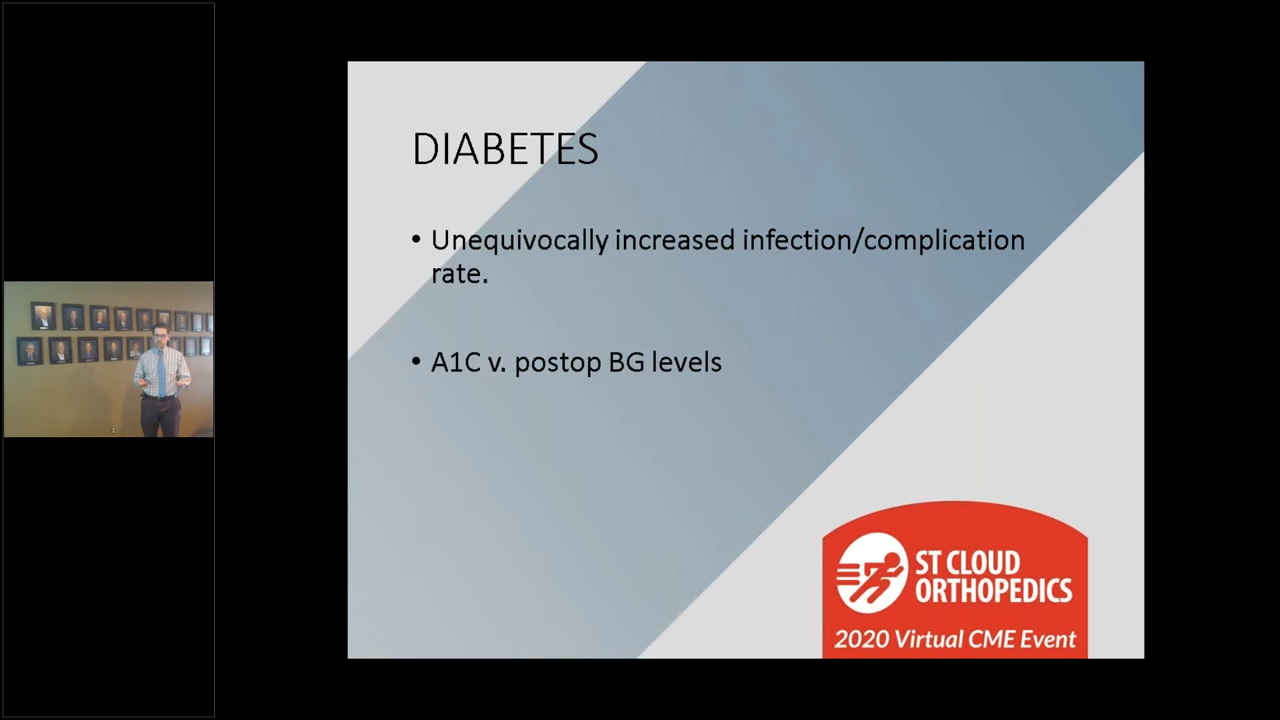 DIABETES
• Unequivocally increased infection/complication
rate.
• A1C v. postop BG levels
ST CLOUD
ORTHOPEDICS
2020 Virtual CME Event